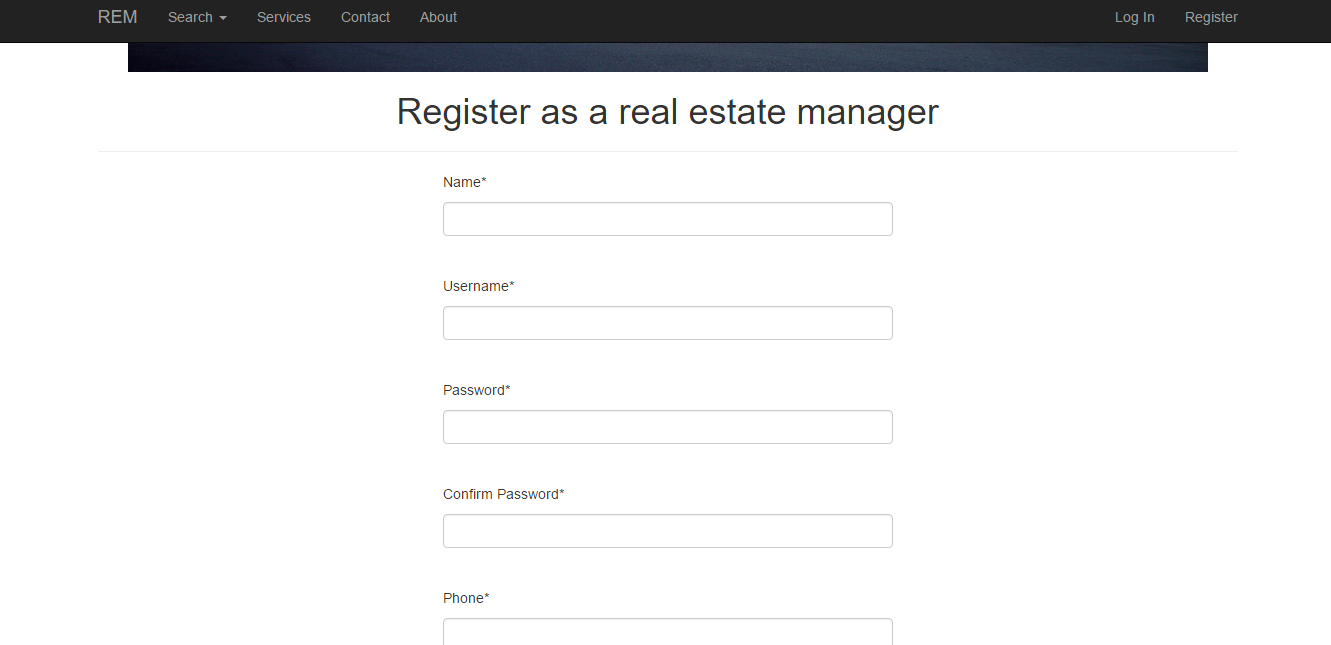 REM Search Services Contact About Log In Register
Register as a real estate manager
Name*
Username*
Password*
Confirm Password*
Phone*